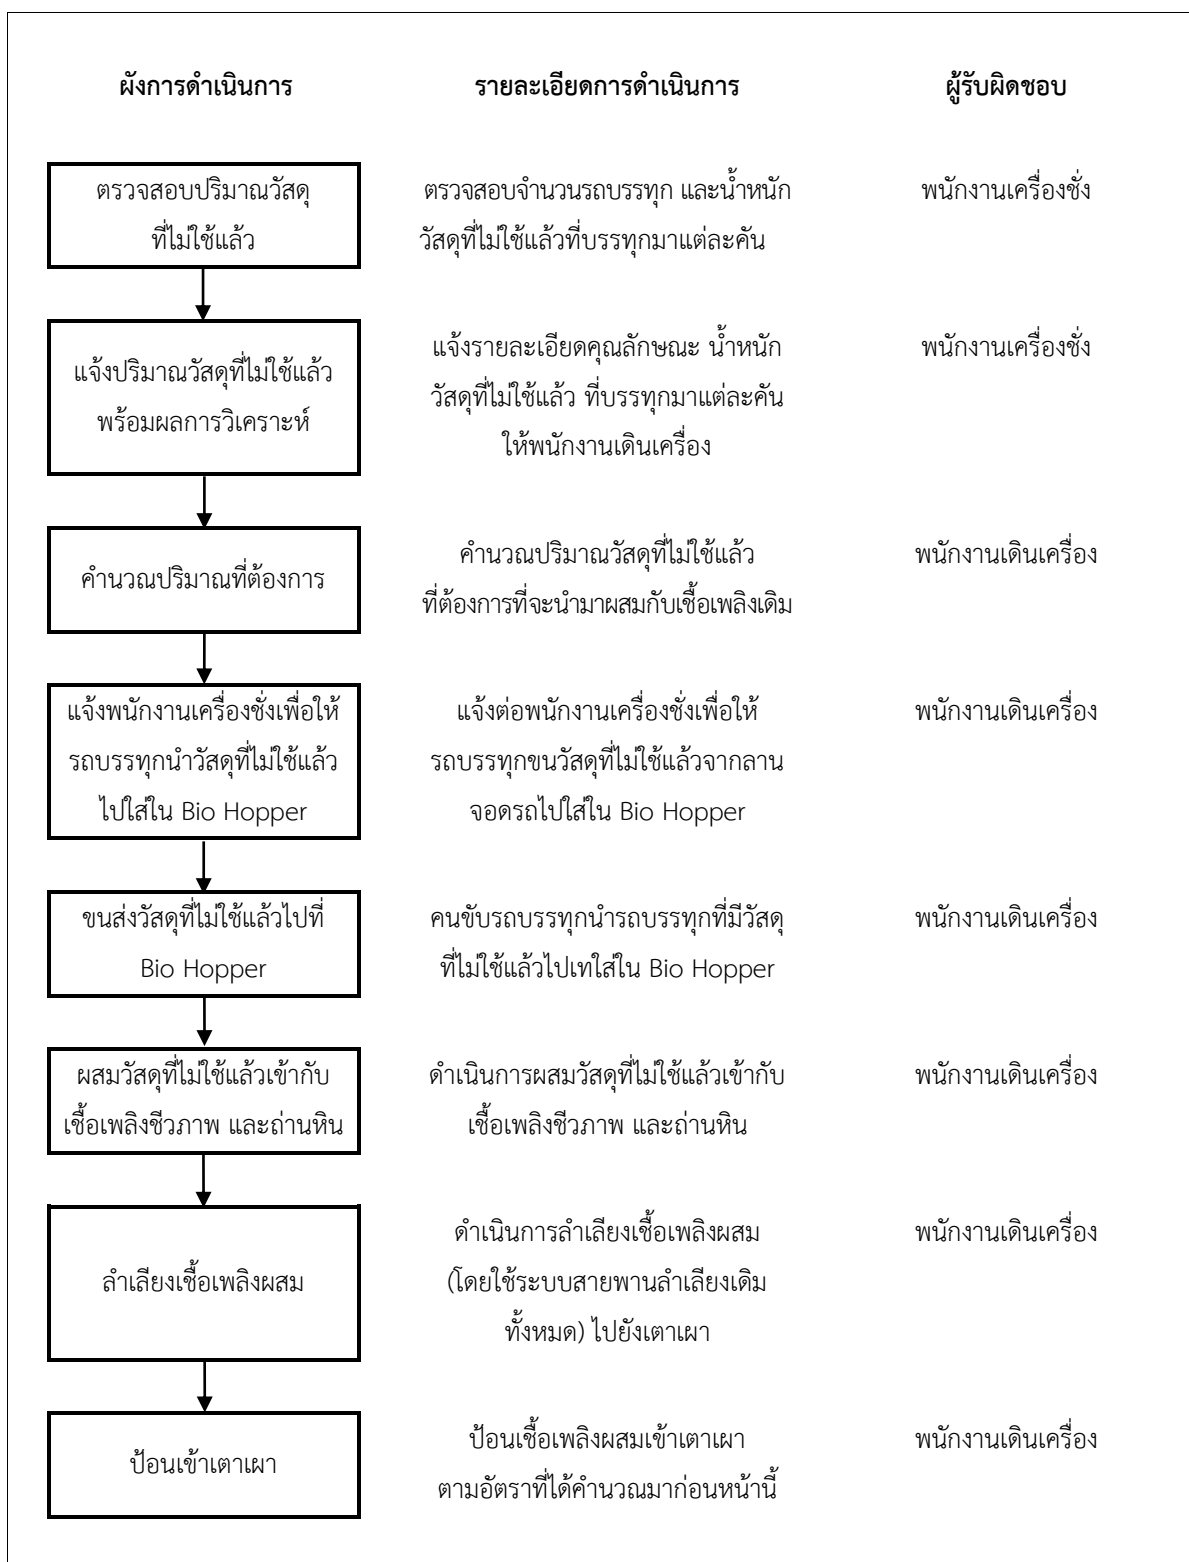 ผังการดำเนินการ รายละเอียดการดำเนินการ ผู้รับผิดชอบ
ตรวจสอบปริมาณวัสดุ
ที่ไม่ใช้แล้ว
ตรวจสอบจำนวนรถบรรทุก และน้ำหนัก
วัสดุที่ไม่ใช้แล้วที่บรรทุกมาแต่ละคัน
พนักงานเครื่องชั่ง
แจ้งปริมาณวัสดุที่ไม่ใช้แล้ว
พร้อมผลการวิเคราะห์
แจ้งรายละเอียดคุณลักษณะ น้ำหนัก
วัสดุที่ไม่ใช้แล้ว ที่บรรทุกมาแต่ละคัน
ให้พนักงานเดินเครื่อง
พนักงานเครื่องชั่ง
คำนวณปริมาณที่ต้องการ
คำนวณปริมาณวัสดุที่ไม่ใช้แล้ว
ที่ต้องการที่จะนำมาผสมกับเชื้อเพลิงเดิม
พนักงานเดินเครื่อง
แจ้งพนักงานเครื่องชั่งเพื่อให้
รถบรรทุกนำวัสดุที่ไม่ใช้แล้ว
ไปใส่ใน Bio Hopper
แจ้งต่อพนักงานเครื่องชั่งเพื่อให้
รถบรรทุกขนวัสดุที่ไม่ใช้แล้วจากลาน
จอดรถไปใส่ใน Bio Hopper
พนักงานเดินเครื่อง
ขนส่งวัสดุที่ไม่ใช้แล้วไปที่
Bio Hopper
คนขับรถบรรทุกนำรถบรรทุกที่มีวัสดุ
ที่ไม่ใช้แล้วไปเทใส่ใน Bio Hopper
พนักงานเดินเครื่อง
ผสมวัสดุที่ไม่ใช้แล้วเข้ากับ
เชื้อเพลิงชีวภาพ และถ่านหิน
ดำเนินการผสมวัสดุที่ไม่ใช้แล้วเข้ากับ
เชื้อเพลิงชีวภาพ และถ่านหิน
พนักงานเดินเครื่อง
ลำเลียงเชื้อเพลิงผสม
ดำเนินการลำเลียงเชื้อเพลิงผสม
(โดยใช้ระบบสายพานลำเลียงเดิม
ทั้งหมด) ไปยังเตาเผา
พนักงานเดินเครื่อง
ป้อนเข้าเตาเผา
ป้อนเชื้อเพลิงผสมเข้าเตาเผา
ตามอัตราที่ได้คำนวณมาก่อนหน้านี้
พนักงานเดินเครื่อง